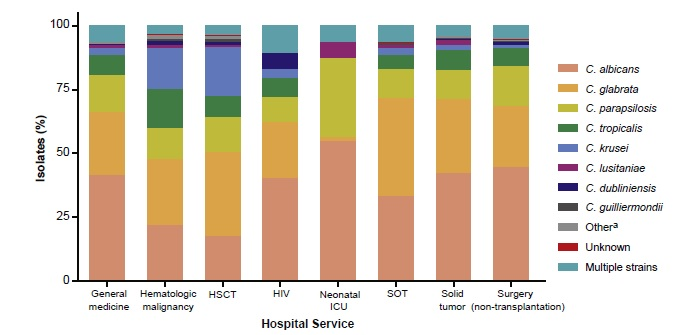 100
75
50
25
0
Isolates (%)
General
medicine
Hematologic
malignancy
HSCT
HIV
Neonatal
ICU
SOT
Solid
tumor
Surgery
(non-transplantation)
Hospital Service
C. albicans
C. glabrata
C. parapsilosis
C. tropicalis
C. krusei
C. lusitaniae
C. dubliniensis
C. guilliermondii
Otherᵃ
Unknown
Multiple strains